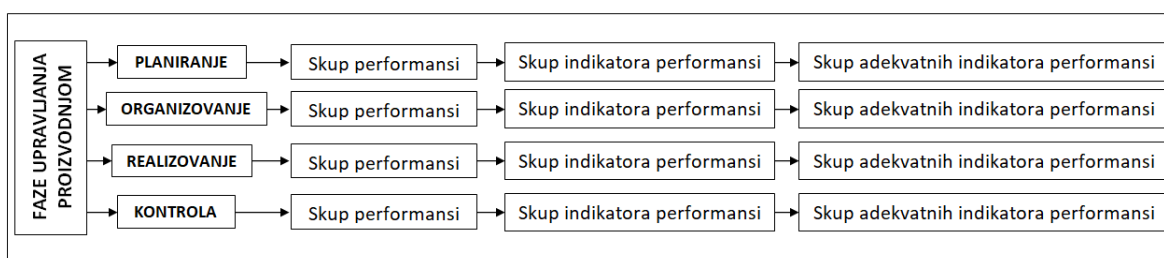 FAZE UPRAVLJANJA
PROIZVODNJOM
PLANIRANJE
Skup performansi
Skup indikatora performansi
Skup adekvatnih indikatora performansi
ORGANIZOVANJE
Skup performansi
Skup indikatora performansi
Skup adekvatnih indikatora performansi
REALIZOVANJE
Skup performansi
Skup indikatora performansi
Skup adekvatnih indikatora performansi
KONTROLA
Skup performansi
Skup indikatora performansi
Skup adekvatnih indikatora performansi